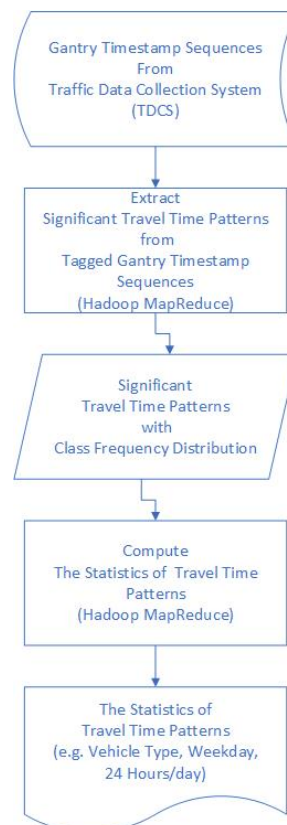 Gantry Timestamp Sequences
From
Traffic Data Collection System
(TDCS)
Extract
Significant Travel Time Patterns
from
Tagged Gantry Timestamp
Sequences
(Hadoop MapReduce)
Significant
Travel Time Patterns
with
Class Frequency Distribution
Compute
The Statistics of Travel Time
Patterns
(Hadoop MapReduce)
The Statistics of
Travel Time Patterns
(e.g. Vehicle Type, Weekday,
24 Hours/day)